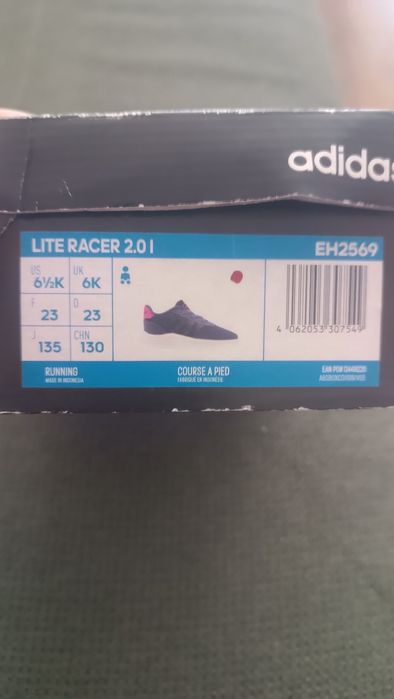 adidas
LITE RACER 2.0 I EH2569
US UK
6½K 6K
F D
23 23
J CHN
135 130
4 062053 307549
RUNNING
MADE IN INDONESIA
COURSE A PIED
FABRIQUÉ EN INDONESIE